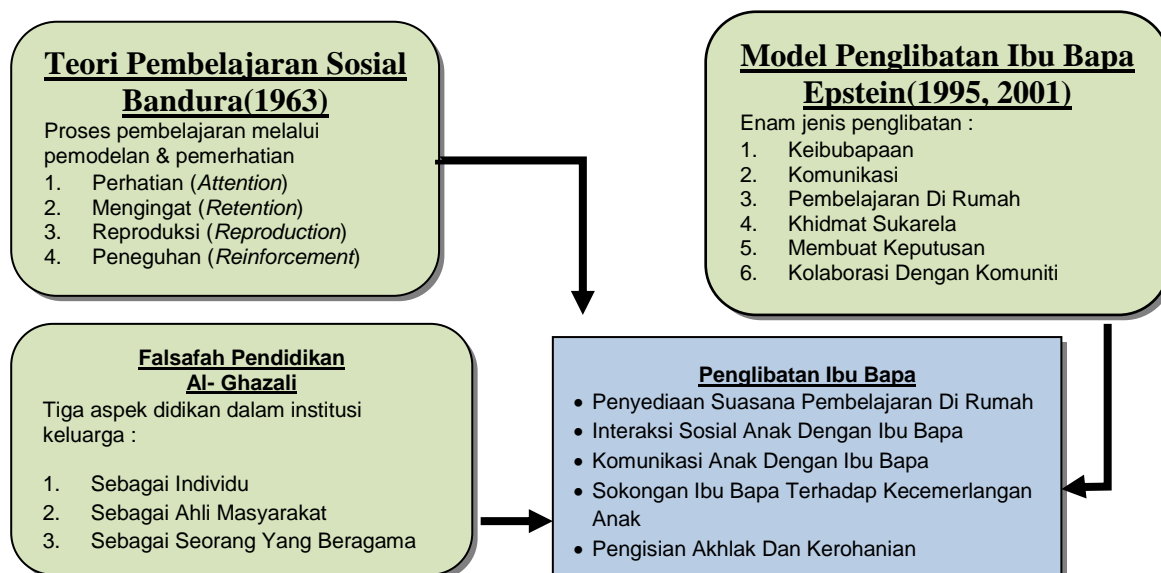 Teori Pembelajaran Sosial
Bandura(1963)
Proses pembelajaran melalui
pemodelan & pemerhatian
1. Perhatian (Attention)
2. Mengingat (Retention)
3. Reproduksi (Reproduction)
4. Peneguhan (Reinforcement)
Model Penglibatan Ibu Bapa
Epstein(1995, 2001)
Enam jenis penglibatan :
1. Keibubapaan
2. Komunikasi
3. Pembelajaran Di Rumah
4. Khidmat Sukarela
5. Membuat Keputusan
6. Kolaborasi Dengan Komuniti
Falsafah Pendidikan
Al- Ghazali
Tiga aspek didikan dalam institusi
keluarga :
1. Sebagai Individu
2. Sebagai Ahli Masyarakat
3. Sebagai Seorang Yang Beragama
Penglibatan Ibu Bapa
• Penyediaan Suasana Pembelajaran Di Rumah
• Interaksi Sosial Anak Dengan Ibu Bapa
• Komunikasi Anak Dengan Ibu Bapa
• Sokongan Ibu Bapa Terhadap Kecemerlangan
Anak
• Pengisian Akhlak Dan Kerohanian